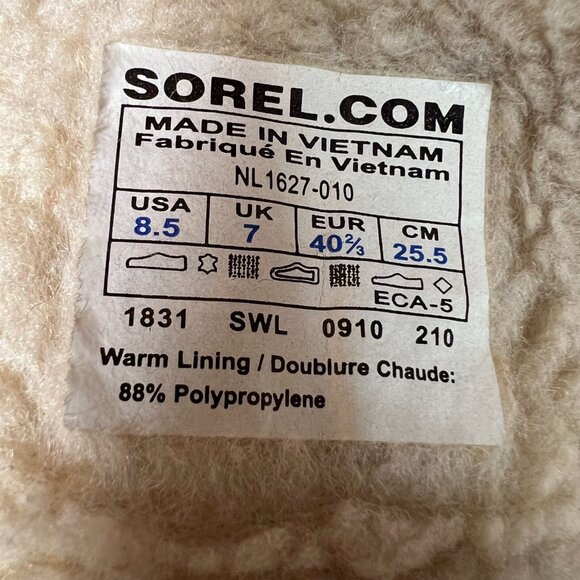 SOREL.COM
MADE IN VIETNAM
Fabriqué En Vietnam
NL1627-010
USA UK EUR CM
8.5 7 40⅔ 25.5
ECA-5
1831 SWL 0910 210
Warm Lining / Doublure Chaude:
88% Polypropylene